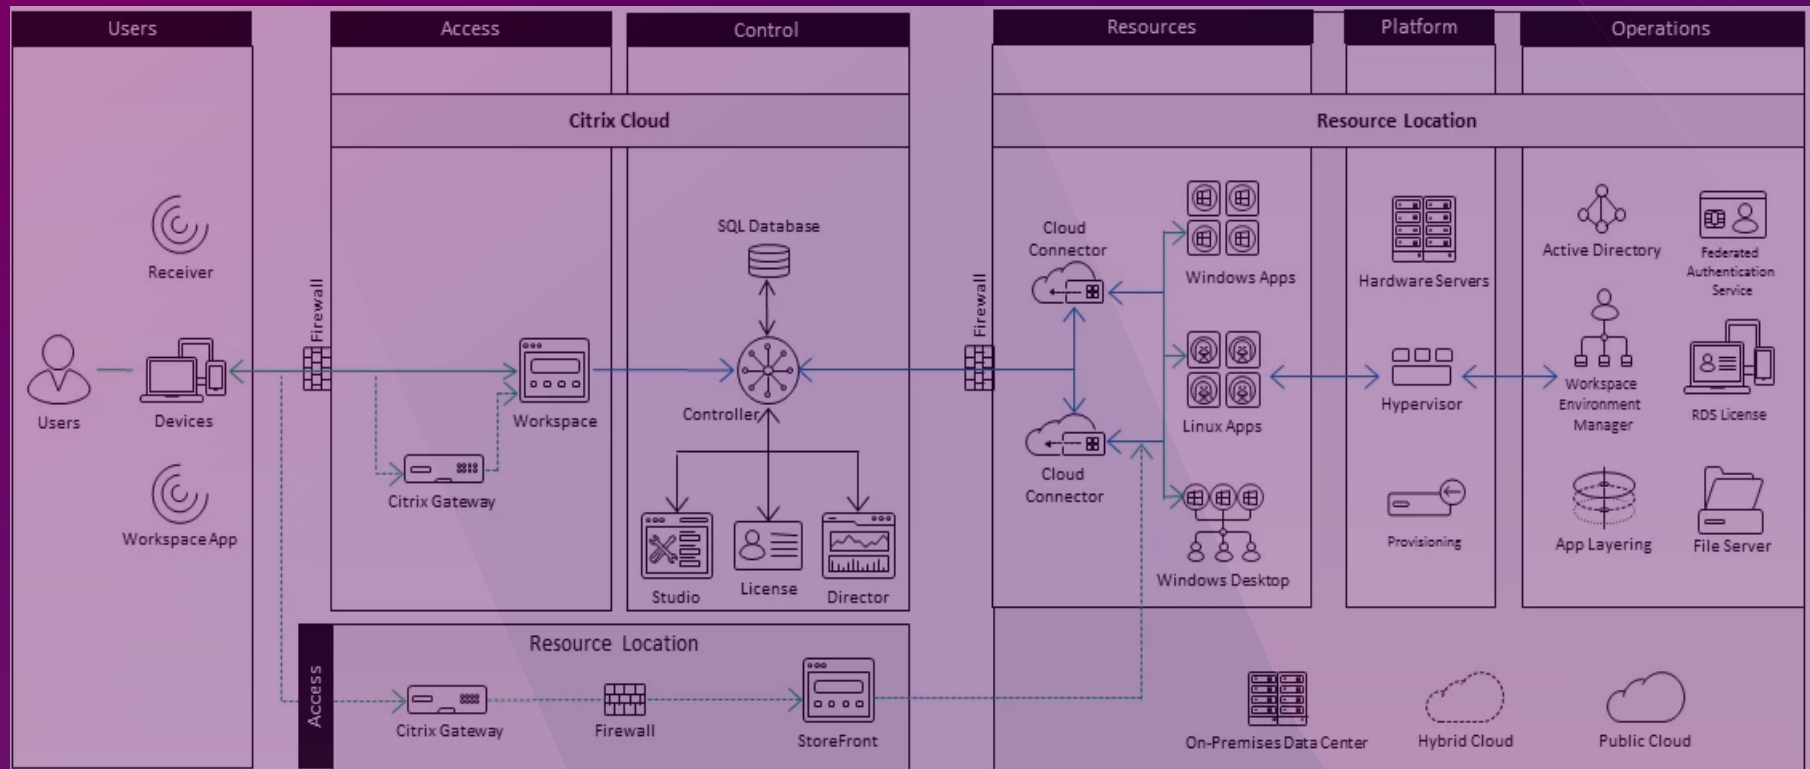 Users
Access
Control
Resources
Platform
Operations
Citrix Cloud
Resource Location
Receiver
Users
Devices
Workspace App
Firewall
Citrix Gateway
Workspace
SQL Database
Controller
Studio
License
Director
Firewall
Cloud
Connector
Cloud
Connector
Windows Apps
Linux Apps
Windows Desktop
Hardware Servers
Hypervisor
Provisioning
Active Directory
Federated
Authentication
Service
Workspace
Environment
Manager
RDS License
App Layering
File Server
Access
Resource Location
Citrix Gateway
Firewall
StoreFront
On-Premises Data Center
Hybrid Cloud
Public Cloud